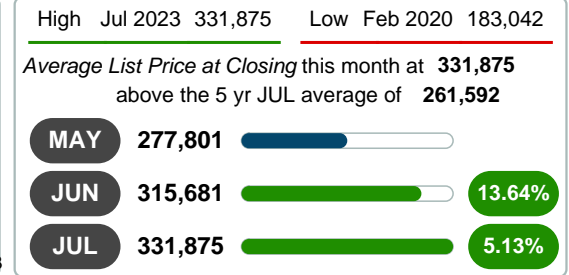 High Jul 2023 331,875 Low Feb 2020 183,042
Average List Price at Closing this month at 331,875
above the 5 yr JUL average of 261,592
MAY 277,801
JUN 315,681 13.64%
JUL 331,875 5.13%